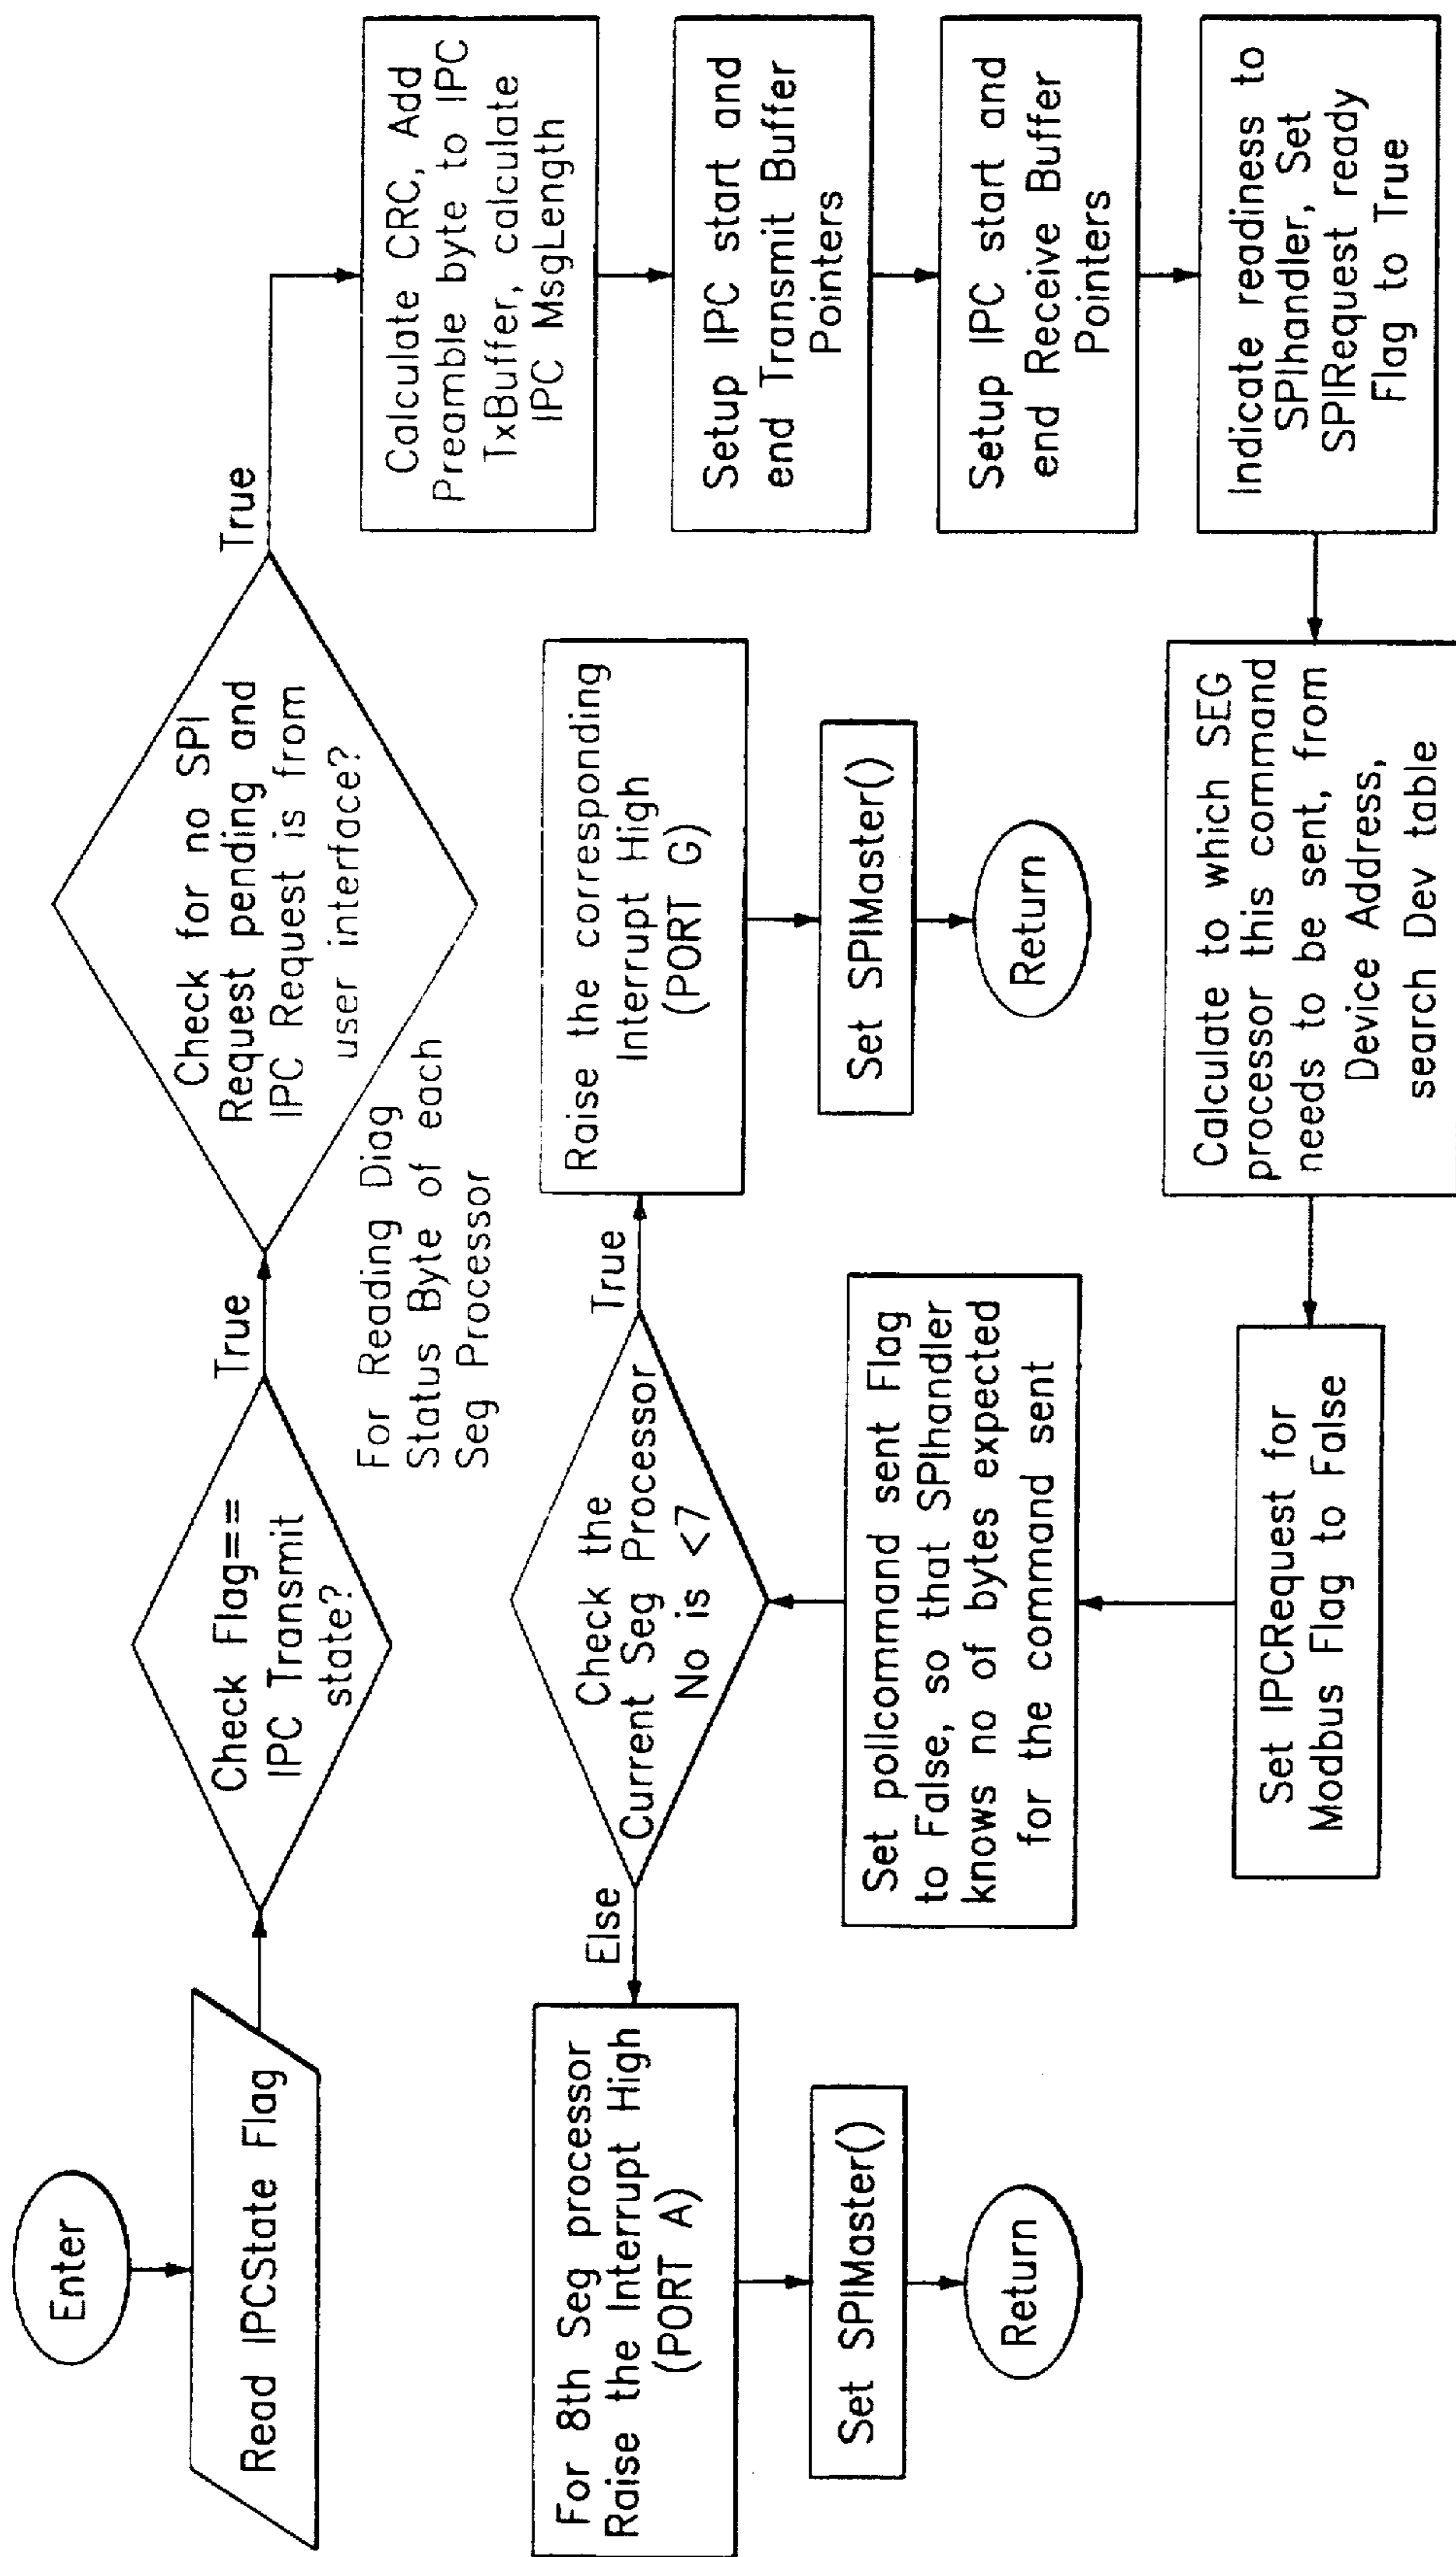 Enter
Read IPCState Flag
Check Flag==
IPC Transmit
state?
True
For Reading Diag
Status Byte of each
Seg Processor
Check for no SPI
Request pending and
IPC Request is from
user interface?
True
Calculate CRC, Add
Preamble byte to IPC
TxBuffer, calculate
IPC MsgLength
Setup IPC start and
end Transmit Buffer
Pointers
Setup IPC start and
end Receive Buffer
Pointers
Indicate readiness to
SPIhandler, Set
SPIRequest ready
Flag to True
Calculate to which SEG
processor this command
needs to be sent, from
Device Address,
search Dev table
Set IPCRequest for
Modbus Flag to False
Set pollcommand sent Flag
to False, so that SPIhandler
knows no of bytes expected
for the command sent
Check the
Current Seg Processor
No is <7
True
Raise the corresponding
Interrupt High
(PORT G)
Set SPIMaster()
Return
Else
For 8th Seg processor
Raise the Interrupt High
(PORT A)
Set SPIMaster()
Return